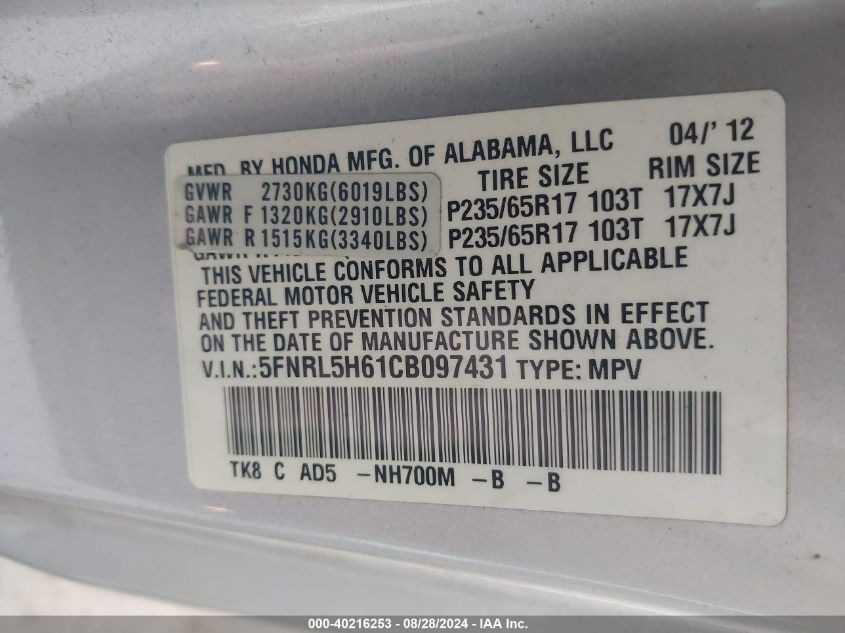 MFD. BY HONDA MFG. OF ALABAMA, LLC 04/' 12
TIRE SIZE RIM SIZE
GVWR 2730KG(6019LBS)
GAWR F 1320KG(2910LBS) P235/65R17 103T 17X7J
GAWR R 1515KG(3340LBS) P235/65R17 103T 17X7J
THIS VEHICLE CONFORMS TO ALL APPLICABLE
FEDERAL MOTOR VEHICLE SAFETY
AND THEFT PREVENTION STANDARDS IN EFFECT
ON THE DATE OF MANUFACTURE SHOWN ABOVE.
V.I.N.:5FNRL5H61CB097431 TYPE: MPV
TK8 C AD5 -NH700M -B -B
000-40216253 - 08/28/2024 - IAA Inc.